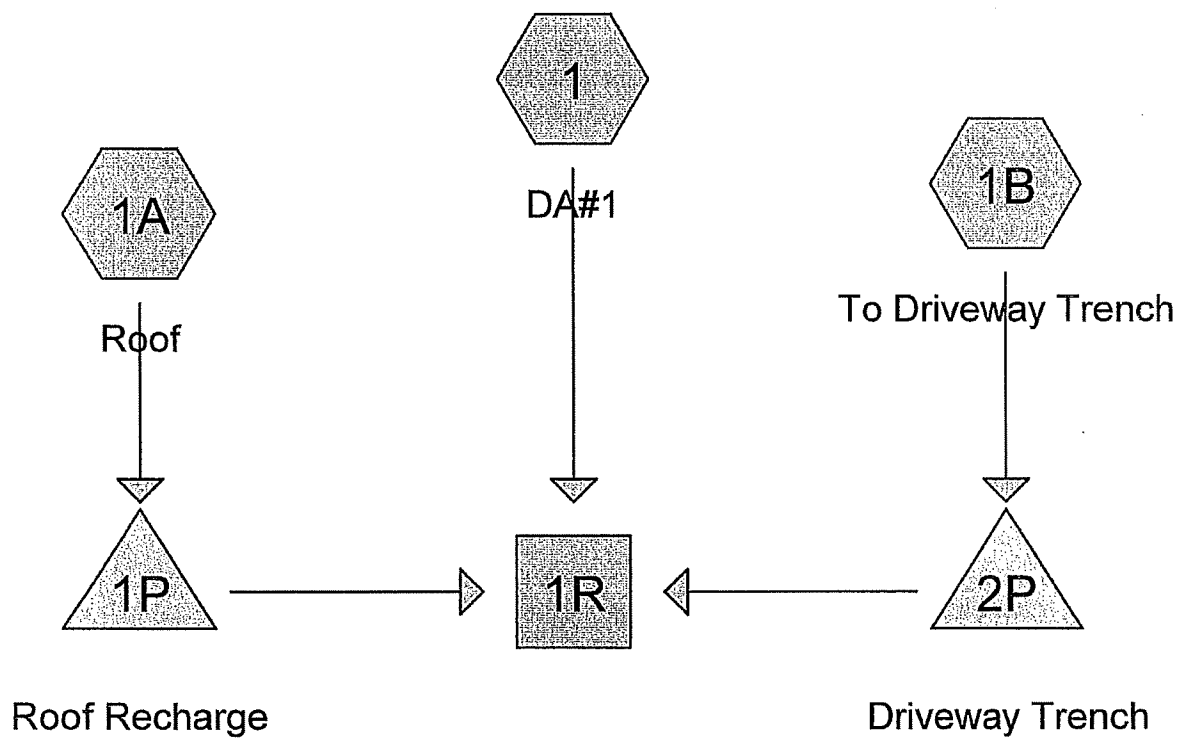 1
1A
1B
DA#1
Roof
To Driveway Trench
1P
1R
2P
Roof Recharge
Driveway Trench